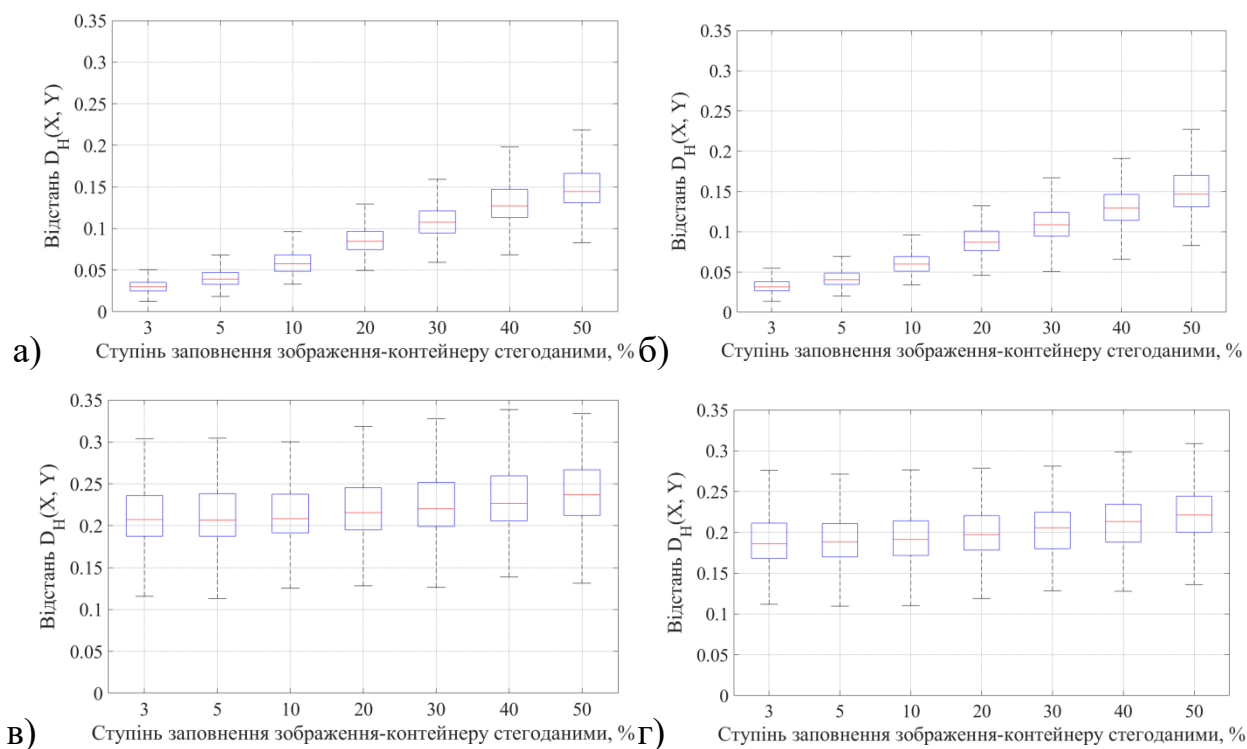 0.35
0.3
0.25
0.2
0.15
0.1
0.05
0
Відстань D_H(X, Y)
3 5 10 20 30 40 50
а) Ступінь заповнення зображення-контейнеру стегоданими, %
0.35
0.3
0.25
0.2
0.15
0.1
0.05
0
Відстань D_H(X, Y)
3 5 10 20 30 40 50
б) Ступінь заповнення зображення-контейнеру стегоданими, %
0.35
0.3
0.25
0.2
0.15
0.1
0.05
0
Відстань D_H(X, Y)
3 5 10 20 30 40 50
в) Ступінь заповнення зображення-контейнеру стегоданими, %
0.35
0.3
0.25
0.2
0.15
0.1
0.05
0
Відстань D_H(X, Y)
3 5 10 20 30 40 50
г) Ступінь заповнення зображення-контейнеру стегоданими, %